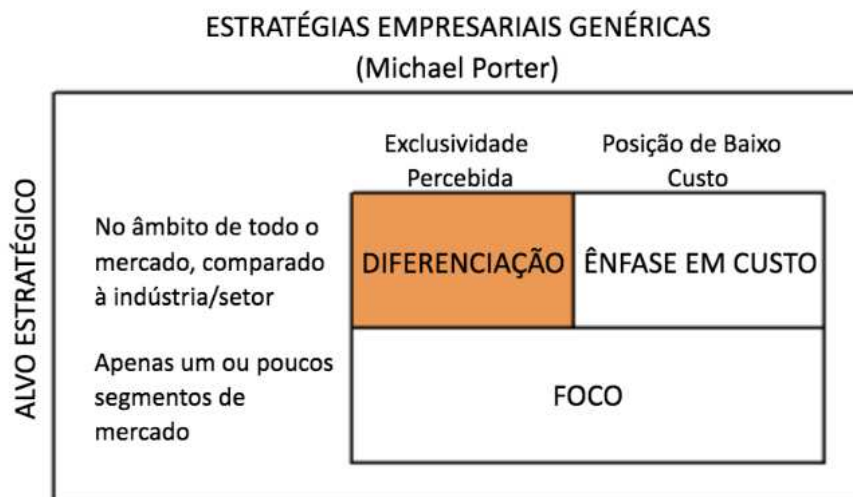 ESTRATÉGIAS EMPRESARIAIS GENÉRICAS
(Michael Porter)
Exclusividade
Percebida
Posição de Baixo
Custo
ALVO ESTRATÉGICO
No âmbito de todo o
mercado, comparado
à indústria/setor
DIFERENCIAÇÃO
ÊNFASE EM CUSTO
Apenas um ou poucos
segmentos de
mercado
FOCO